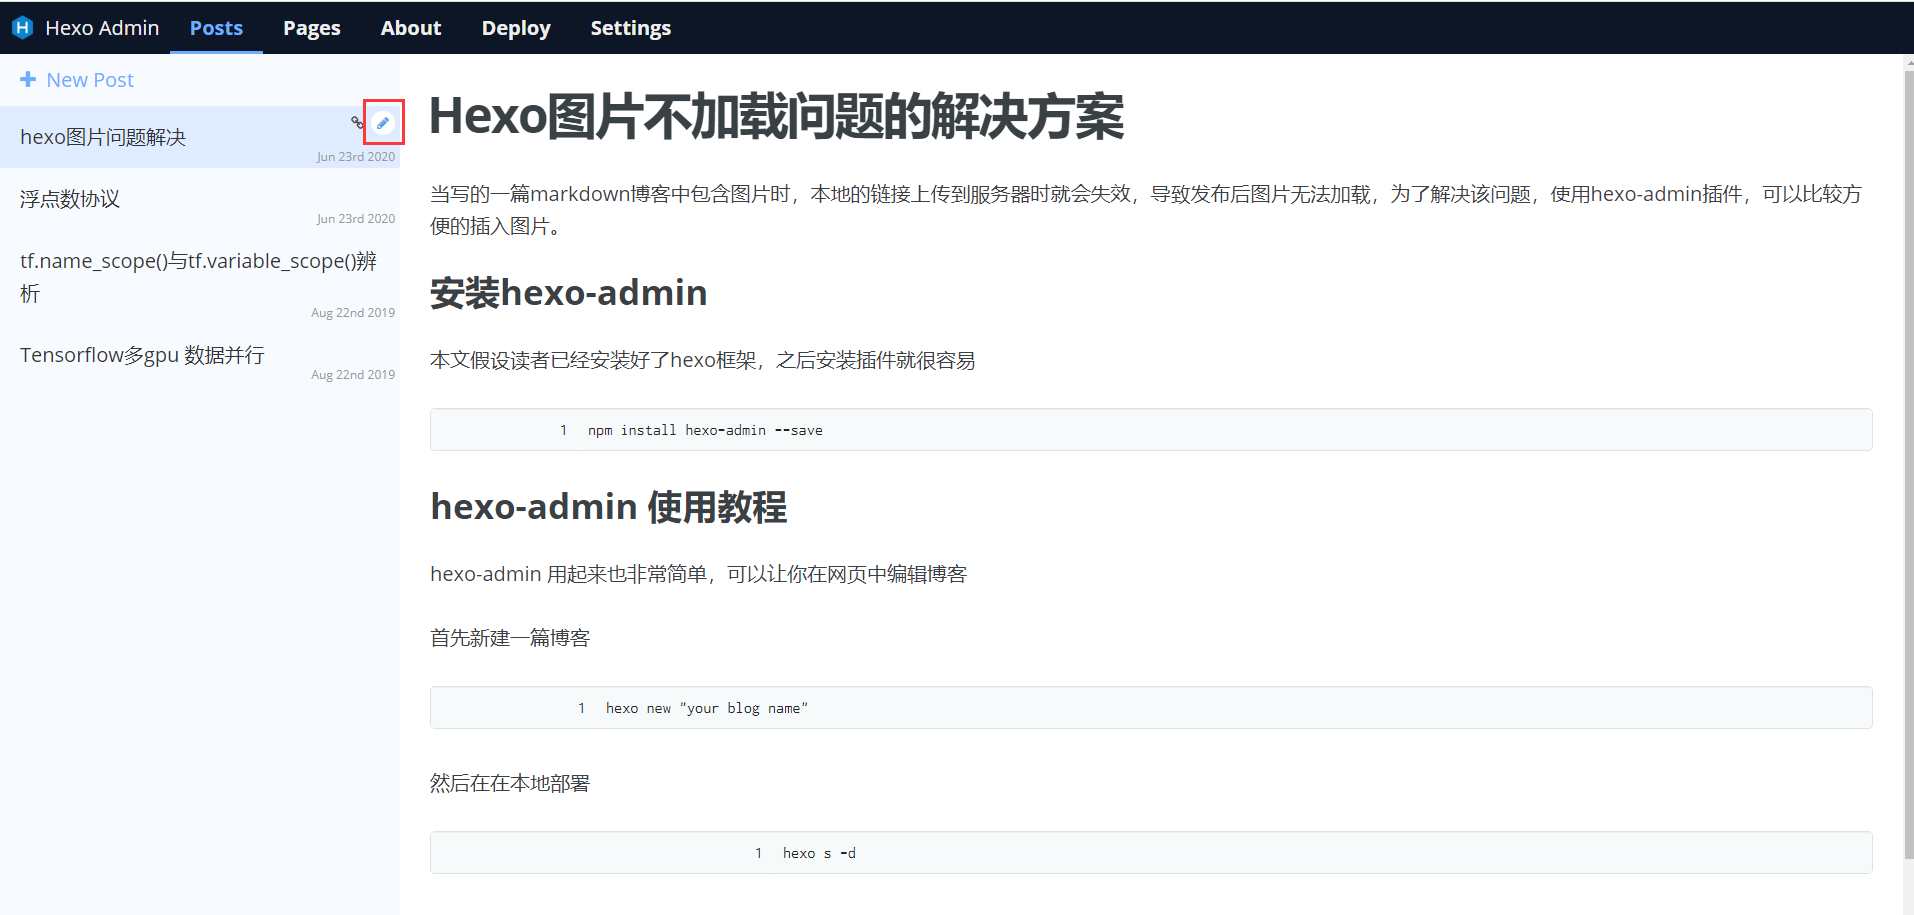 Hexo Admin Posts Pages About Deploy Settings
New Post
hexo图片问题解决
Jun 23rd 2020
浮点数协议
Jun 23rd 2020
tf.name_scope()与tf.variable_scope()辨
析
Aug 22nd 2019
Tensorflow多gpu 数据并行
Aug 22nd 2019
Hexo图片不加载问题的解决方案
当写的一篇markdown博客中包含图片时，本地的链接上传到服务器时就会失效，导致发布后图片无法加载，为了解决该问题，使用hexo-admin插件，可以比较方
便的插入图片。
安装hexo-admin
本文假设读者已经安装好了hexo框架，之后安装插件就很容易
1 npm install hexo-admin --save
hexo-admin 使用教程
hexo-admin 用起来也非常简单，可以让你在网页中编辑博客
首先新建一篇博客
1 hexo new "your blog name"
然后在在本地部署
1 hexo s -d